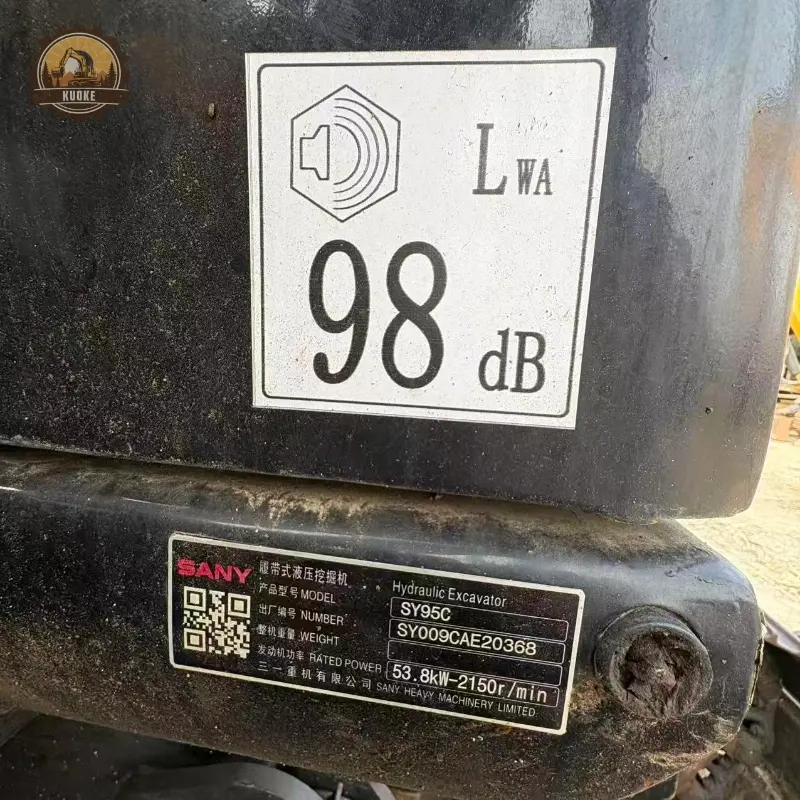 KUOKE
LWA
98 dB
SANY 履带式液压挖掘机 Hydraulic Excavator
产品型号 MODEL SY95C
出厂编号 NUMBER SY009CAE20368
整机重量 WEIGHT
发动机功率 RATED POWER 53.8kW-2150r/min
三一重机有限公司 SANY HEAVY MACHINERY LIMITED